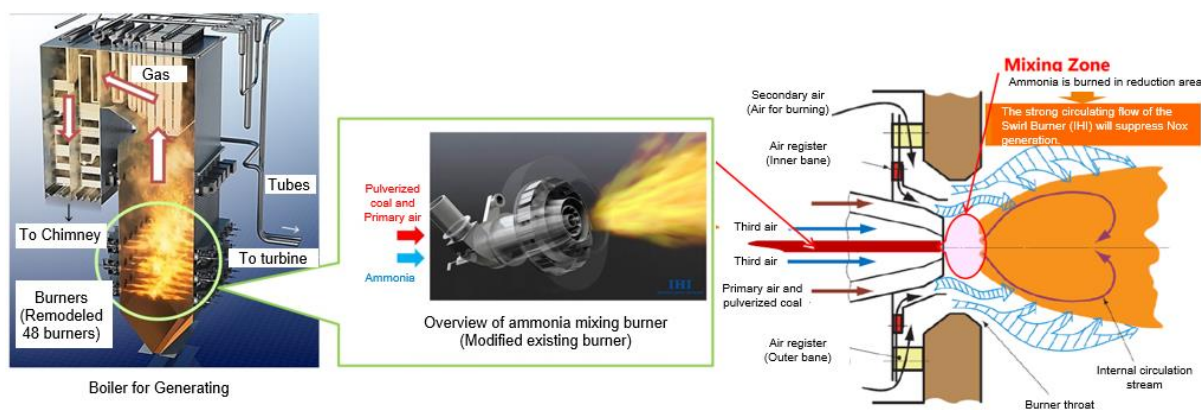 Gas
Tubes
To Chimney
To turbine
Burners
(Remodeled
48 burners)
Boiler for Generating
Pulverized
coal and
Primary air
Ammonia
IHI
Overview of ammonia mixing burner
(Modified existing burner)
Mixing Zone
Ammonia is burned in reduction area
The strong circulating flow of the
Swirl Burner (IHI) will suppress Nox
generation.
Secondary air
(Air for burning)
Air register
(Inner bane)
Third air
Third air
Primary air and
pulverized coal
Air register
(Outer bane)
Internal circulation
stream
Burner throat